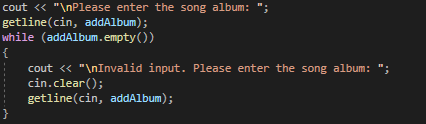 cout << "\nPlease enter the song album: ";
getline(cin, addAlbum);
while (addAlbum.empty())
{
    cout << "\nInvalid input. Please enter the song album: ";
    cin.clear();
    getline(cin, addAlbum);
}